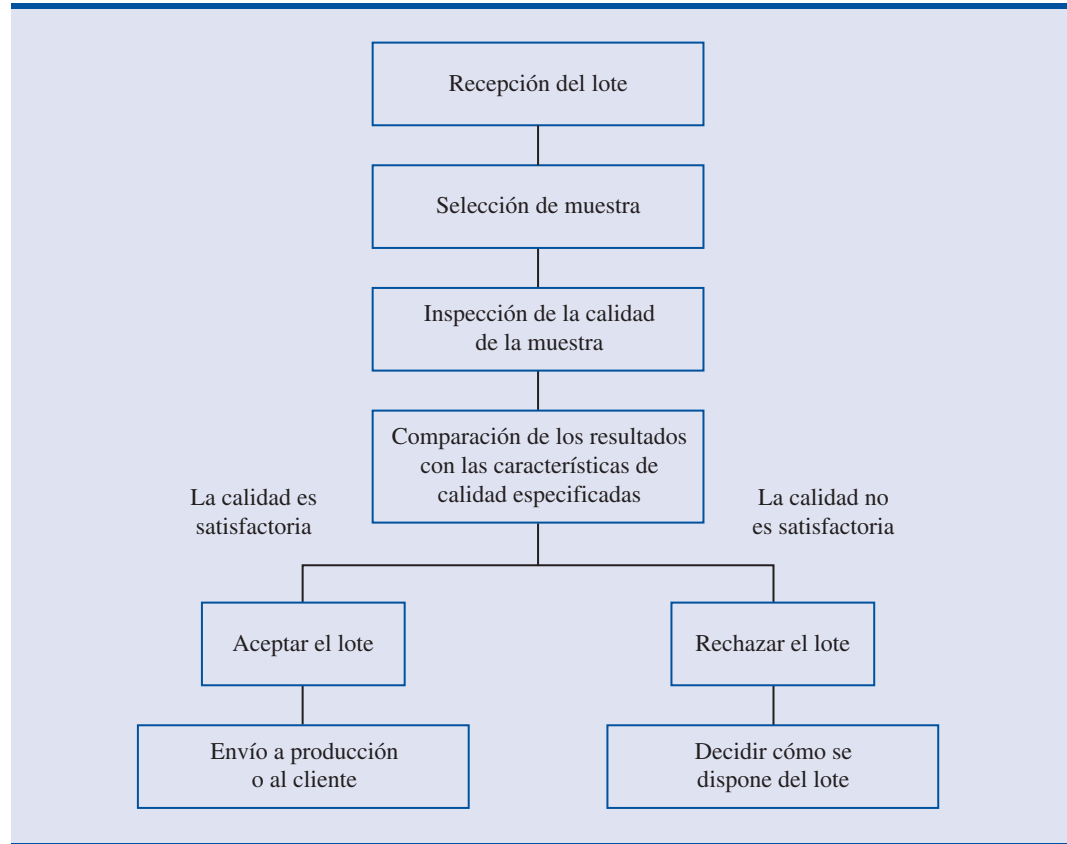 Recepción del lote
Selección de muestra
Inspección de la calidad
de la muestra
Comparación de los resultados
con las características de
calidad especificadas
La calidad es
satisfactoria
La calidad no
es satisfactoria
Aceptar el lote
Rechazar el lote
Envío a producción
o al cliente
Decidir cómo se
dispone del lote